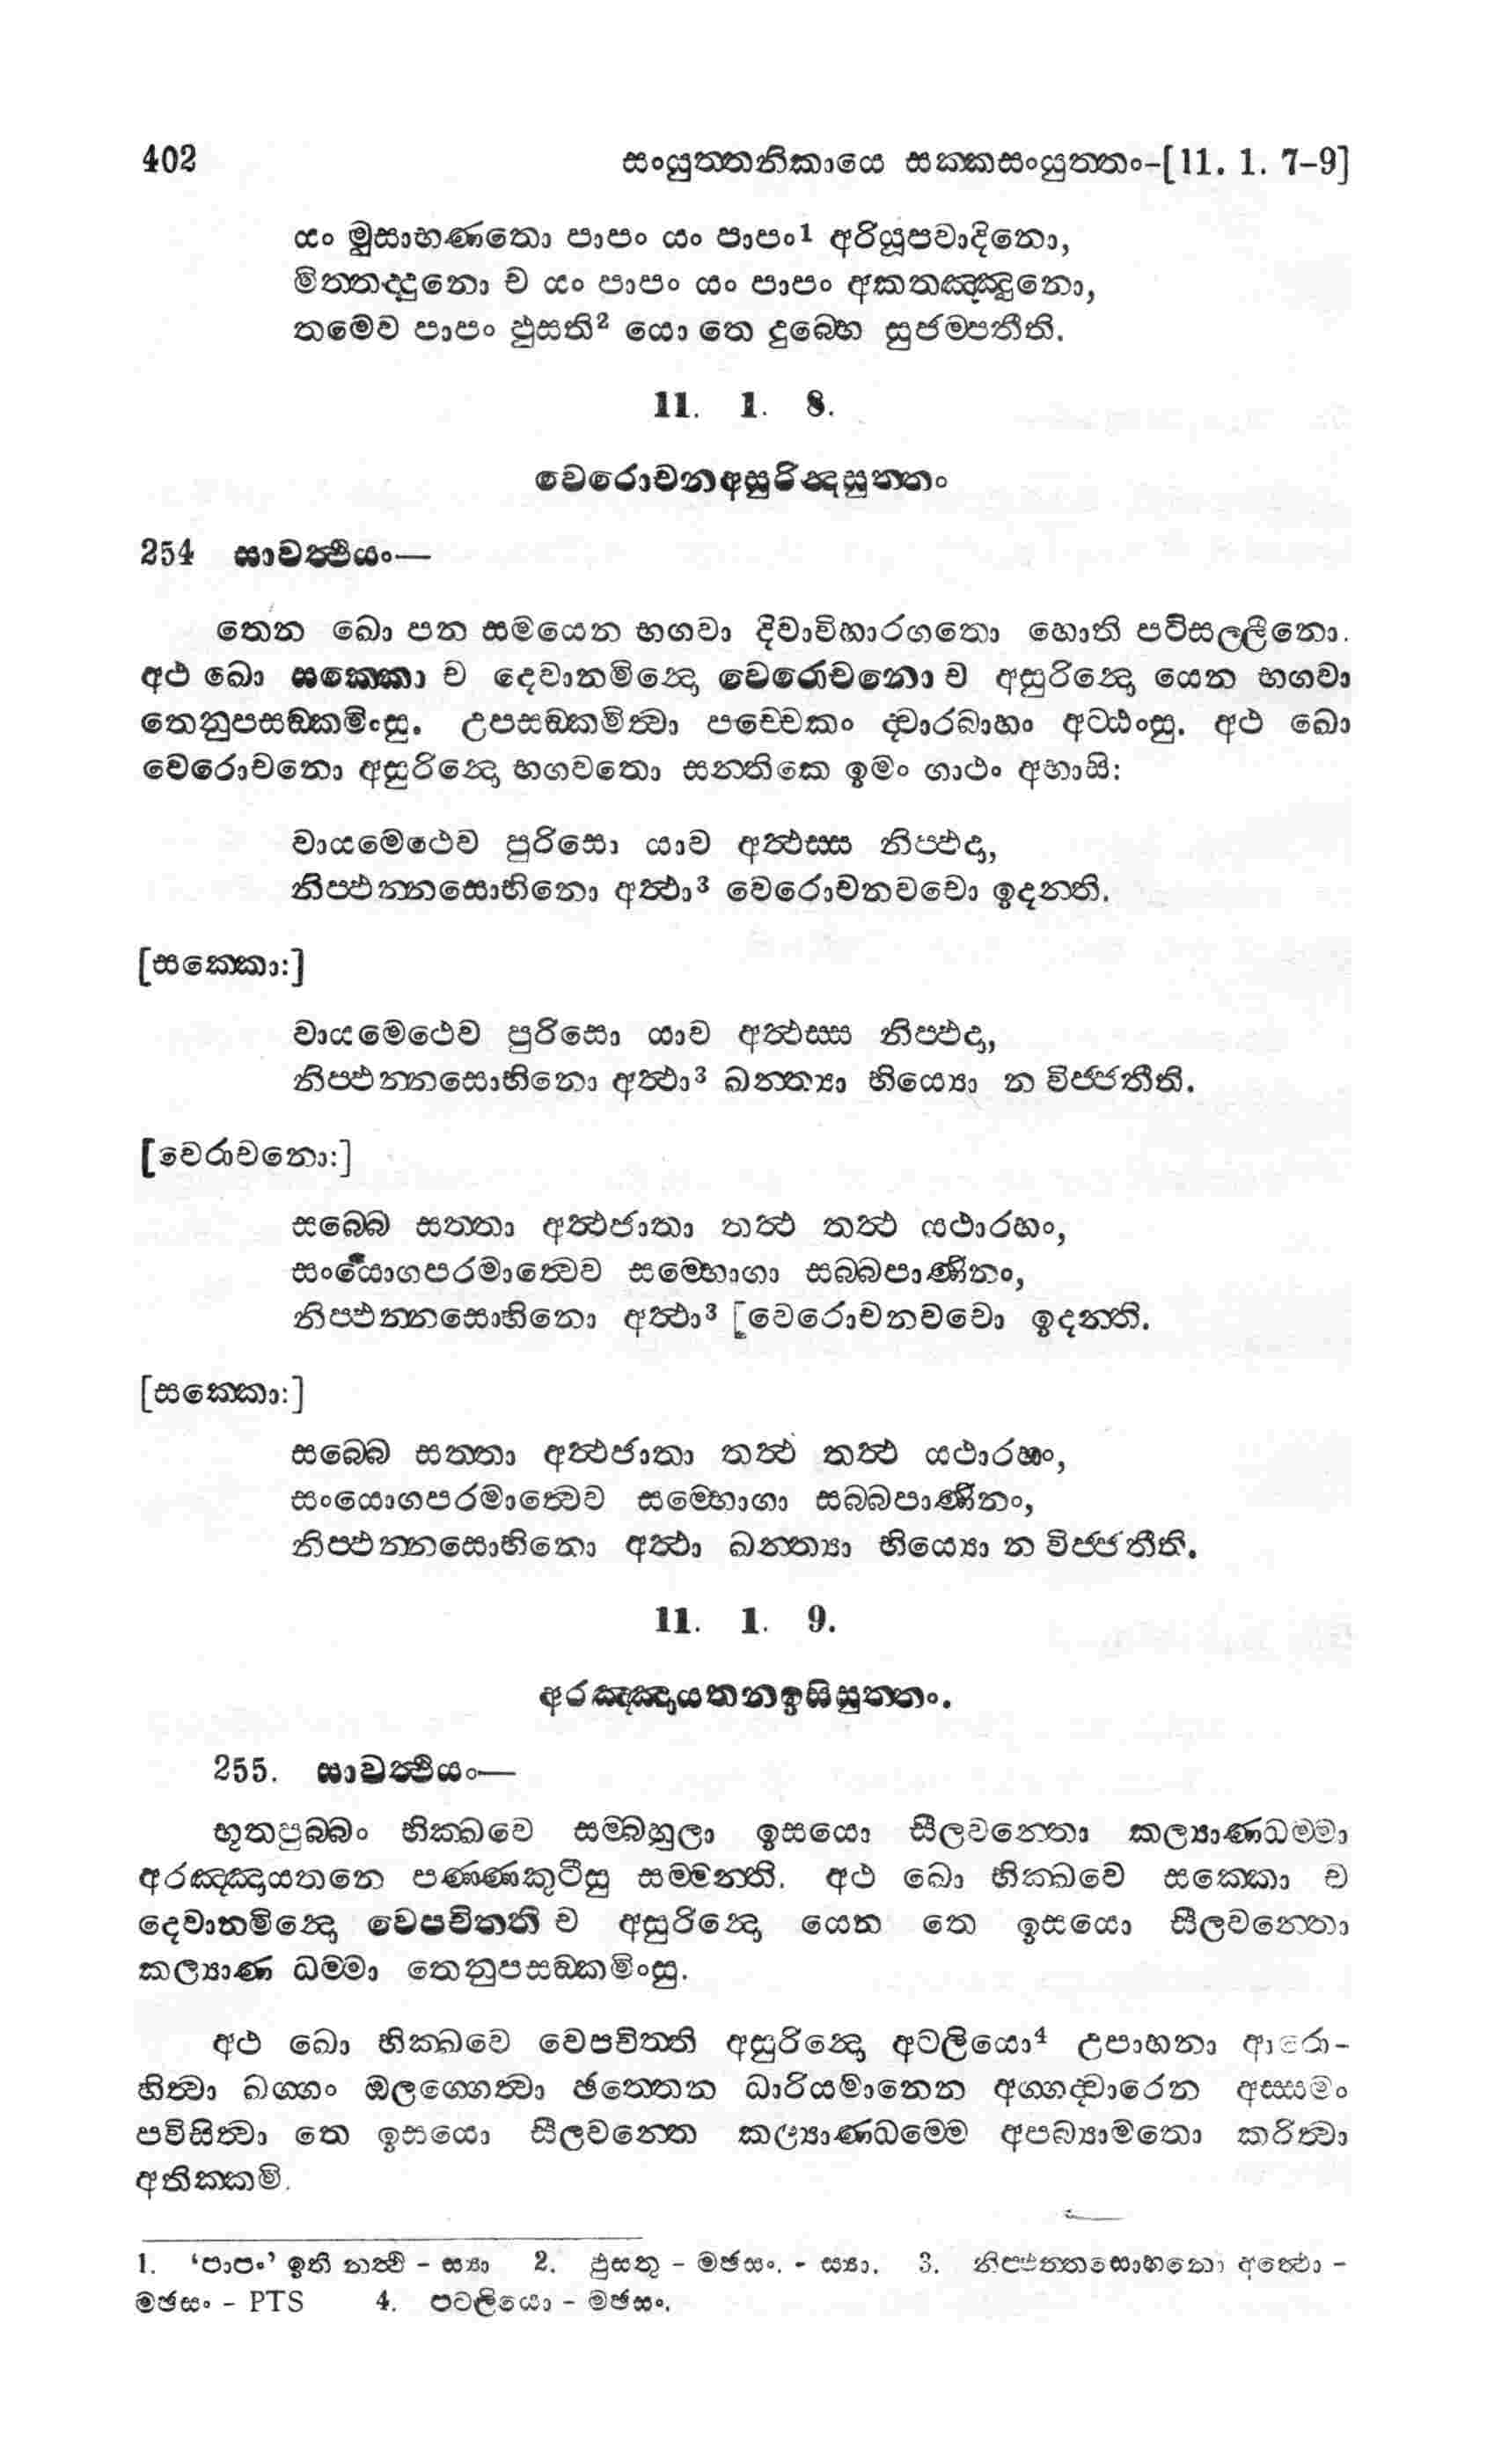 402 සංයුත්තනිකායෙ සක්කසංයුත්තං-[11. 1. 7-9]
යං මුසාභණතො පාපං යං පාපං1 අරියූපවාදිනො,
මිත්තද්දුනො ච යං පාපං යං පාපං අකතඤ්ඤුනො,
තමෙව පාපං ඵුසති2 යො තෙ දුබ්භෙ සුජම්පතීති.
11. 1. 8.
වෙරොචනඅසුරින්දසුත්තං
254 සාවත්ථියං—
තෙන ඛො පන සමයෙන භගවා දිවාවිහාරගතො හොති පටිසල්ලීනො.
අථ ඛො සක්කො ච දෙවානමින්දො වෙරොචනො ච අසුරින්දො යෙන භගවා
තෙනුපසඞ්කමිංසු. උපසඞ්කමිත්වා පච්චෙකං ද්වාරබාහං අට්ඨංසු. අථ ඛො
වෙරොචනො අසුරින්දො භගවතො සන්තිකෙ ඉමං ගාථං අභාසි:
වායමෙථෙව පුරිසො යාව අත්ථස්ස නිප්ඵදා,
නිප්ඵන්නසොභිනො අත්ථා3 වෙරොචනවචො ඉදන්ති.
[සක්කො:]
වායමෙථෙව පුරිසො යාව අත්ථස්ස නිප්ඵදා,
නිප්ඵන්නසොභිනො අත්ථා3 ඛන්ත්‍යා භිය්‍යො න විජ්ජතීති.
[වෙරොචනො:]
සබ්බෙ සත්තා අත්ථජාතා තත්ථ තත්ථ යථාරහං,
සංයොගපරමාත්වෙව සම්භොගා සබ්බපාණිනං,
නිප්ඵන්නසොභිනො අත්ථා3 [වෙරොචනවචො ඉදන්ති.
[සක්කො:]
සබ්බෙ සත්තා අත්ථජාතා තත්ථ තත්ථ යථාරහං,
සංයොගපරමාත්වෙව සම්භොගා සබ්බපාණිනං,
නිප්ඵන්නසොභිනො අත්ථා ඛන්ත්‍යා භිය්‍යො න විජ්ජතීති.
11. 1. 9.
අරඤ්ඤායතනඉසිසුත්තං.
255. සාවත්ථියං—
භූතපුබ්බං භික්ඛවෙ සම්බහුලා ඉසයො සීලවන්තො කල්‍යාණධම්මා
අරඤ්ඤායතනෙ පණ්ණකුටීසු සම්මන්ති. අථ ඛො භික්ඛවෙ සක්කො ච
දෙවානමින්දො වෙපචිත්ති ච අසුරින්දො යෙන තෙ ඉසයො සීලවන්තො
කල්‍යාණ ධම්මා තෙනුපසඞ්කමිංසු.
අථ ඛො භික්ඛවෙ වෙපචිත්ති අසුරින්දො අටලියො4 උපාහනා ආරො-
හිත්වා ඛග්ගං ඔලග්ගෙත්වා ඡත්තෙන ධාරියමානෙන අග්ගද්වාරෙන අස්සමං
පවිසිත්වා තෙ ඉසයො සීලවන්තෙ කල්‍යාණධම්මෙ අපබ්‍යාමතො කරිත්වා
අතික්කමි.
1. ‘පාපං’ ඉති නත්ථි - ස්‍යා 2. ඵුසතු - මඡසං. - ස්‍යා. 3. නිප්ඵන්නසොභනො අත්ථො -
මඡසං - PTS 4. පටලියො - මඡසං.